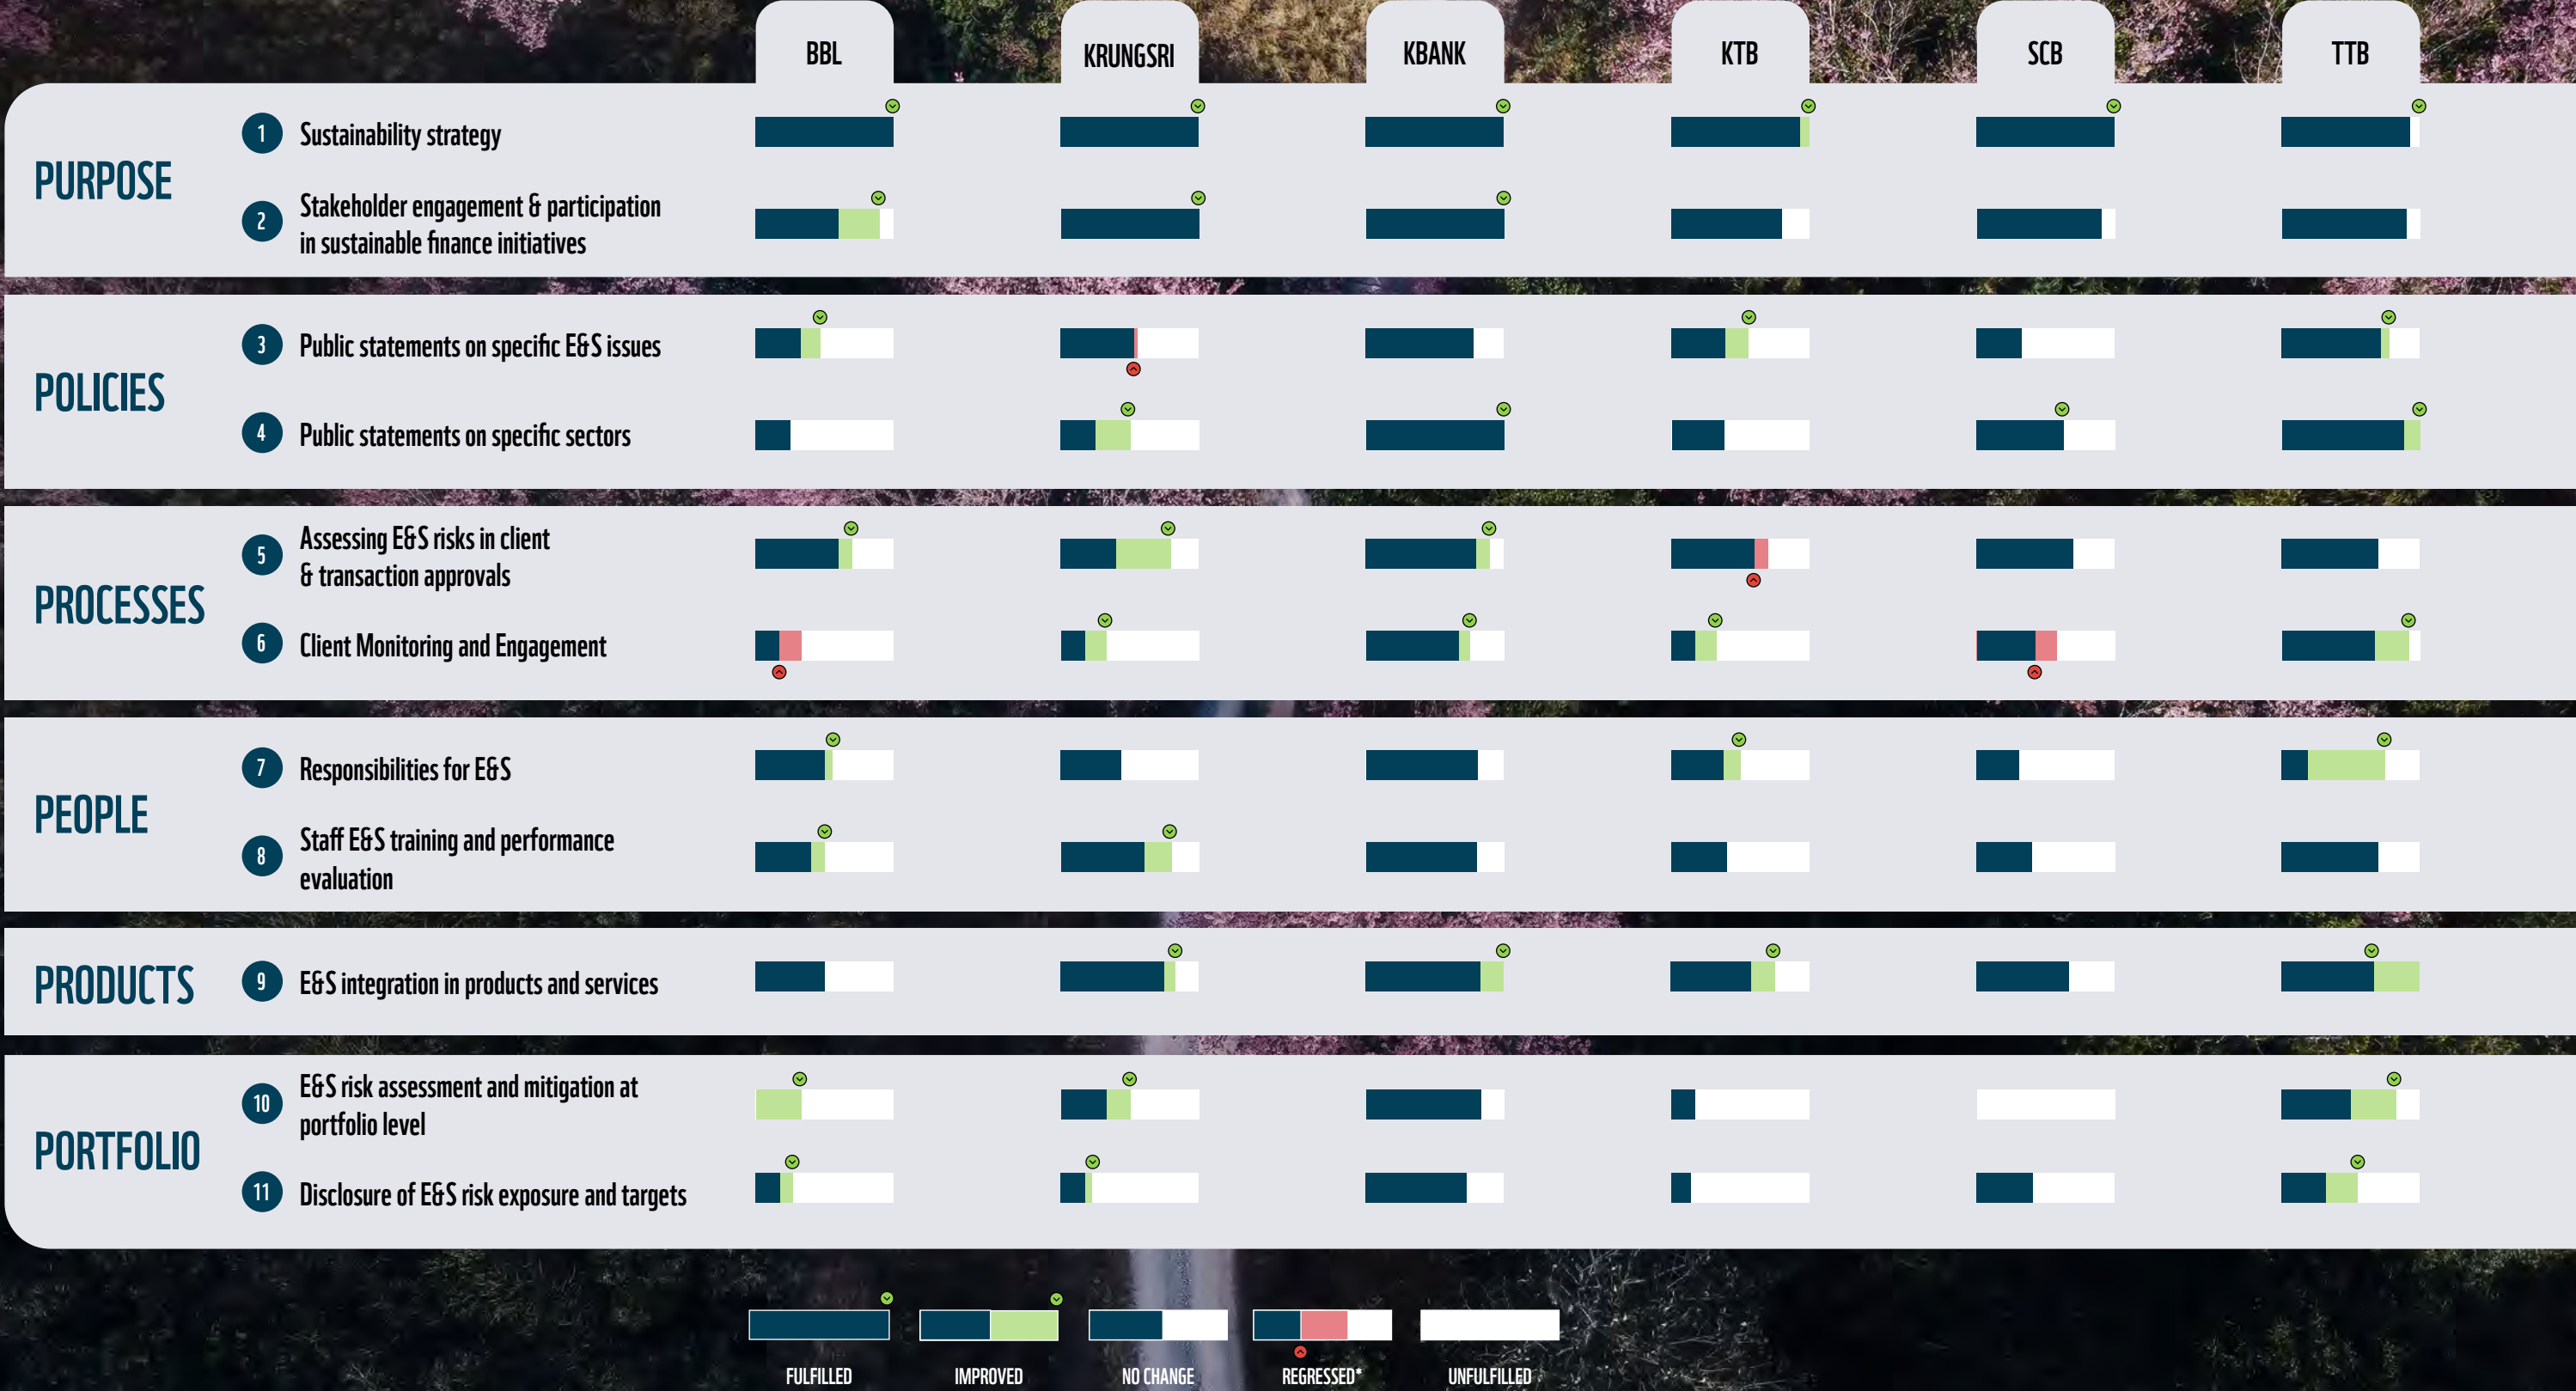 BBL
KRUNGSRI
KBANK
KTB
SCB
TTB
PURPOSE
1
Sustainability strategy
2
Stakeholder engagement & participation
in sustainable finance initiatives
POLICIES
3
Public statements on specific E&S issues
4
Public statements on specific sectors
PROCESSES
5
Assessing E&S risks in client
& transaction approvals
6
Client Monitoring and Engagement
PEOPLE
7
Responsibilities for E&S
8
Staff E&S training and performance
evaluation
PRODUCTS
9
E&S integration in products and services
PORTFOLIO
10
E&S risk assessment and mitigation at
portfolio level
11
Disclosure of E&S risk exposure and targets
FULFILLED
IMPROVED
NO CHANGE
REGRESSED*
UNFULFILLED